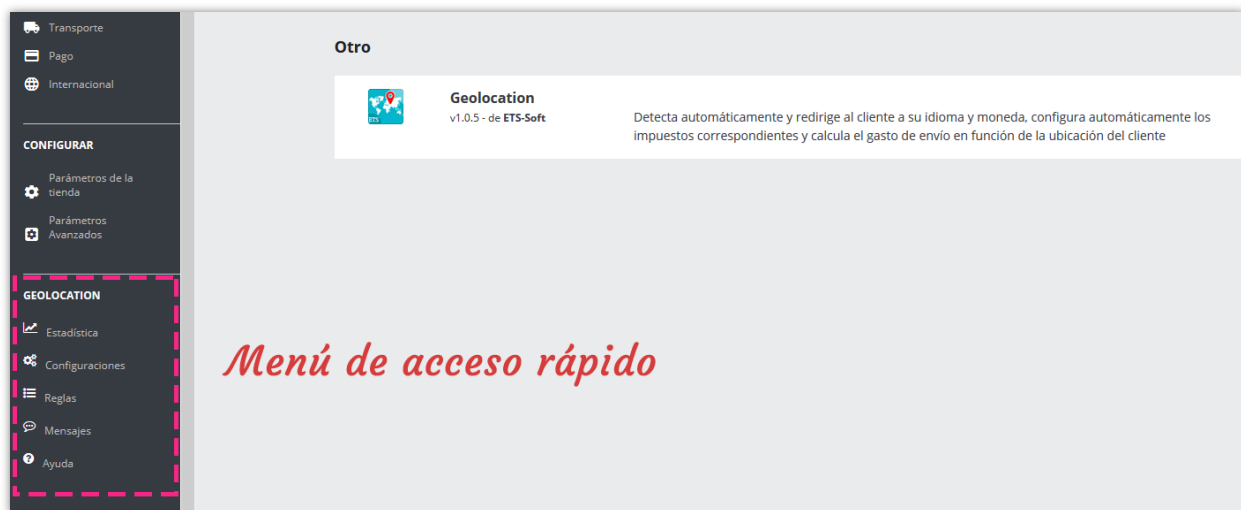 Transporte
Pago
Internacional
CONFIGURAR
Parámetros de la
tienda
Parámetros
Avanzados
GEOLOCATION
Estadística
Configuraciones
Reglas
Mensajes
Ayuda
Otro
ETS
Geolocation
v1.0.5 - de ETS-Soft
Detecta automáticamente y redirige al cliente a su idioma y moneda, configura automáticamente los
impuestos correspondientes y calcula el gasto de envío en función de la ubicación del cliente
Menú de acceso rápido